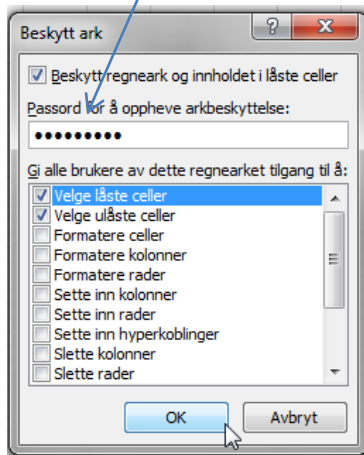 Beskytt ark
Beskytt regneark og innholdet i låste celler
Passord for å oppheve arkbeskyttelse:
●●●●●●●●●
Gi alle brukere av dette regnearket tilgang til å:
Velge låste celler
Velge ulåste celler
Formatere celler
Formatere kolonner
Formatere rader
Sette inn kolonner
Sette inn rader
Sette inn hyperkoblinger
Slette kolonner
Slette rader
OK Avbryt